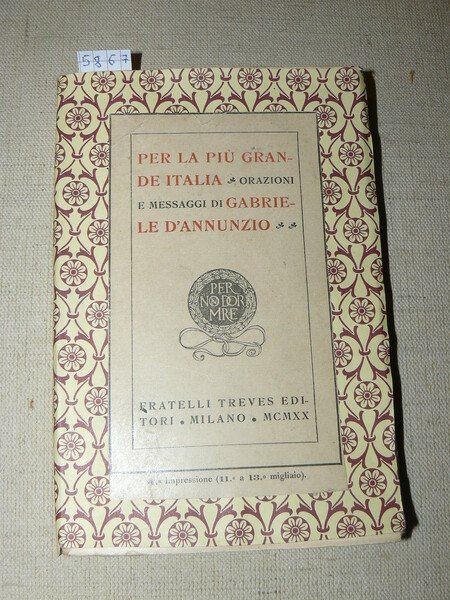 5867
PER LA PIÙ GRAN-
DE ITALIA ORAZIONI
E MESSAGGI DI GABRIE-
LE D'ANNUNZIO
PER
NO DOR
MIRE
FRATELLI TREVES EDI-
TORI • MILANO • MCMXX
impressione (11.º a 13.º migliaio).